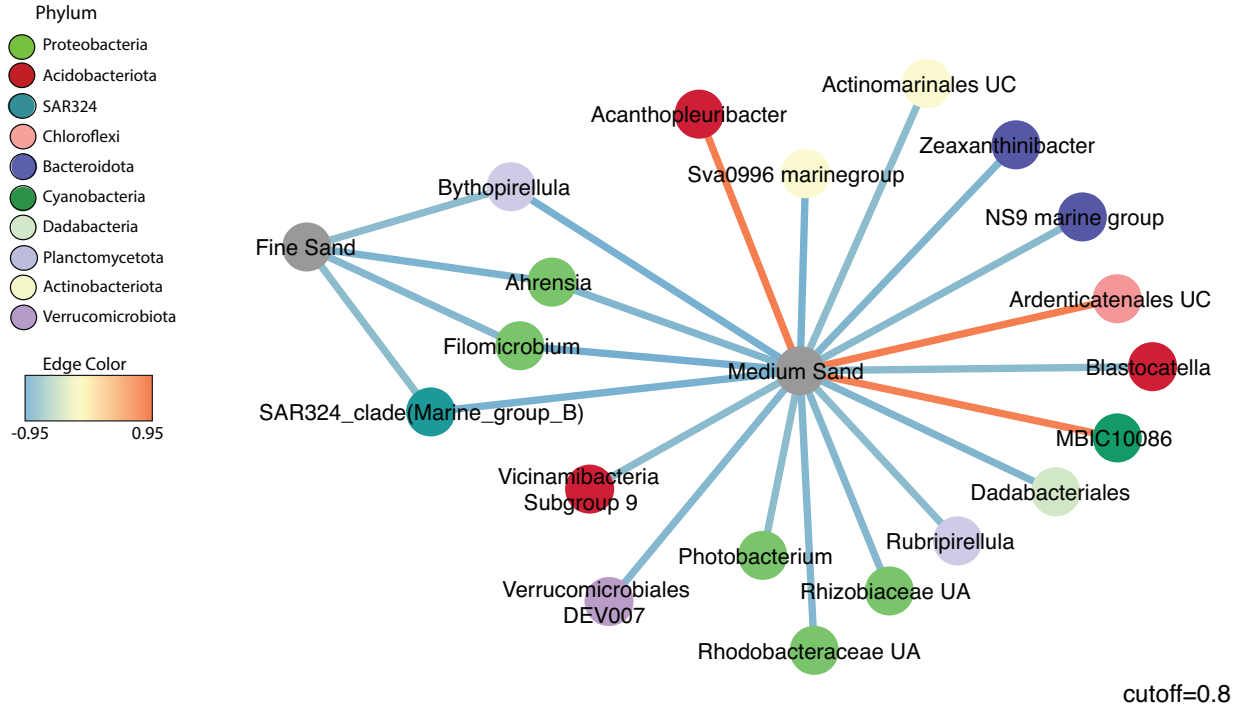 Phylum
Proteobacteria
Acidobacteriota
SAR324
Chloroflexi
Bacteroidota
Cyanobacteria
Dadabacteria
Planctomycetota
Actinobacteriota
Verrucomicrobiota
Edge Color
-0.95 0.95
Actinomarinales UC
Acanthopleuribacter
Zeaxanthinibacter
Sva0996 marinegroup
Bythopirellula
NS9 marine group
Fine Sand
Ahrensia
Ardenticatenales UC
Filomicrobium
Medium Sand
Blastocatella
SAR324_clade(Marine_group_B)
MBIC10086
Vicinamibacteria
Subgroup 9
Dadabacteriales
Rubripirellula
Photobacterium
Verrucomicrobiales
DEV007
Rhizobiaceae UA
Rhodobacteraceae UA
cutoff=0.8